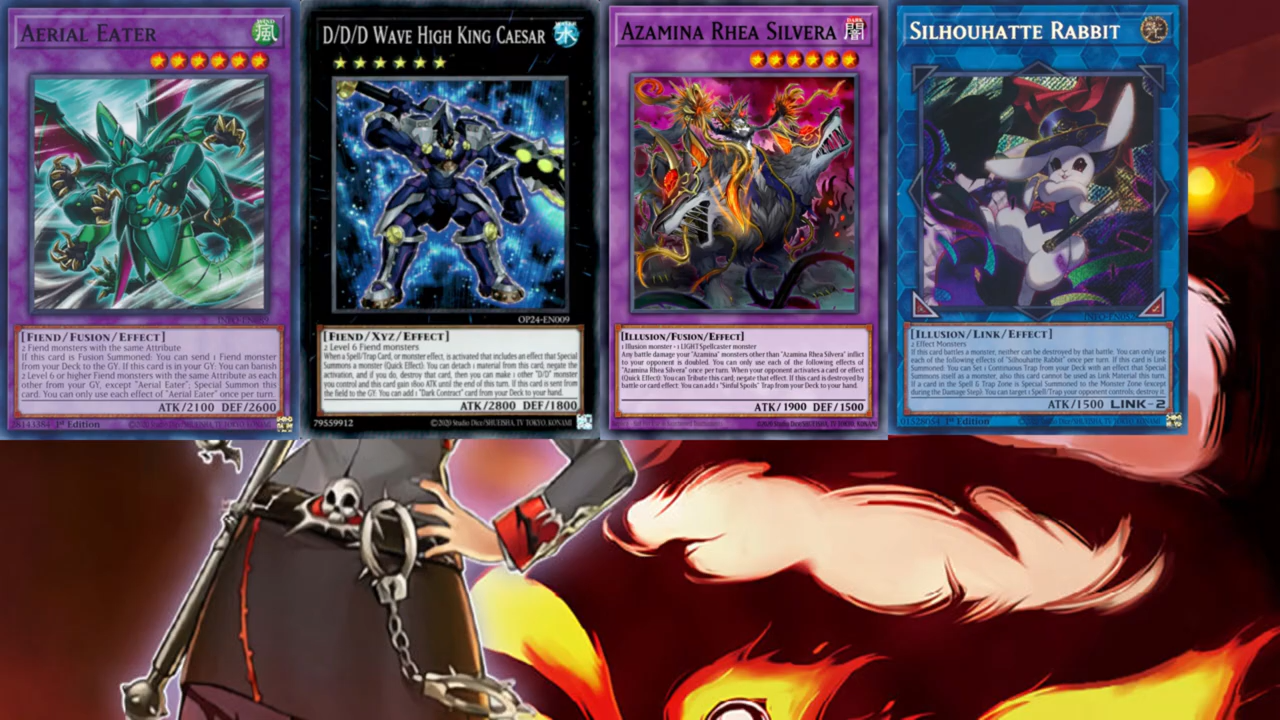 AERIAL EATER
WIND
風
[FIEND/FUSION/EFFECT]
2 Fiend monsters with the same Attribute
If this card is Fusion Summoned: You can send 1 Fiend monster
from your Deck to the GY. If this card is in your GY: You can banish
2 Level 6 or higher Fiend monsters with the same Attribute as each
other from your GY, except "Aerial Eater"; Special Summon this
card. You can only use each effect of "Aerial Eater" once per turn.
ATK/2100 DEF/2600
28143384 1st Edition
D/D/D WAVE HIGH KING CAESAR
WATER
水
OP24-EN009
[FIEND/XYZ/EFFECT]
2 Level 6 Fiend monsters
When a Spell/Trap Card, or monster effect, is activated that includes an effect that Special
Summons a monster (Quick Effect): You can detach 1 material from this card; negate the
activation, and if you do, destroy that card, then you can make 1 other "D/D" monster
you control and this card gain 1800 ATK until the end of this turn. If this card is sent from
the field to the GY: You can add 1 "Dark Contract" card from your Deck to your hand.
ATK/2800 DEF/1800
79559912
©2020 Studio Dice/SHUEISHA, TV TOKYO, KONAMI
AZAMINA RHEA SILVERA
DARK
闇
[ILLUSION/FUSION/EFFECT]
1 Illusion monster + 1 LIGHT Spellcaster monster
Any battle damage your "Azamina" monsters other than "Azamina Rhea Silvera" inflict
to your opponent is doubled. You can only use each of the following effects of
"Azamina Rhea Silvera" once per turn. When your opponent activates a card or effect
(Quick Effect): You can Tribute this card; negate that effect. If this card is destroyed by
battle or card effect: You can add 1 "Sinful Spoils" Trap from your Deck to your hand.
ATK/1900 DEF/1500
SILHOUHATTE RABBIT
光
[ILLUSION/LINK/EFFECT]
2 Effect Monsters
If this card battles a monster, neither can be destroyed by that battle. You can only use
each of the following effects of "Silhouhatte Rabbit" once per turn. If this card is Link
Summoned: You can Set 1 Continuous Trap from your Deck with an effect that Special
Summons itself as a monster, also this card cannot be used as Link Material this turn.
If a card in the Spell & Trap Zone is Special Summoned to the Monster Zone (except
during the Damage Step): You can target 1 Spell/Trap your opponent controls; destroy it.
ATK/1500 LINK-2
01528054 1st Edition